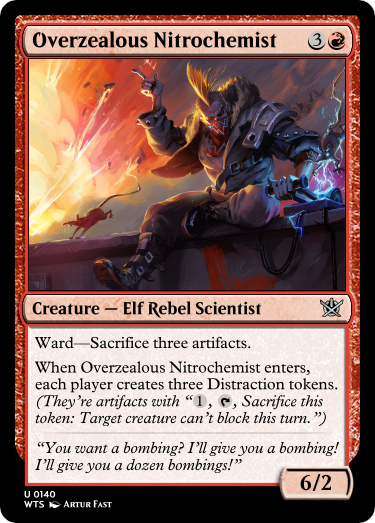 Overzealous Nitrochemist 3
Creature — Elf Rebel Scientist
Ward—Sacrifice three artifacts.
When Overzealous Nitrochemist enters,
each player creates three Distraction tokens.
(They're artifacts with “1, , Sacrifice this
token: Target creature can't block this turn.”)
“You want a bombing? I'll give you a bombing!
I'll give you a dozen bombings!”
6/2
U 0140
WTS Artur Fast